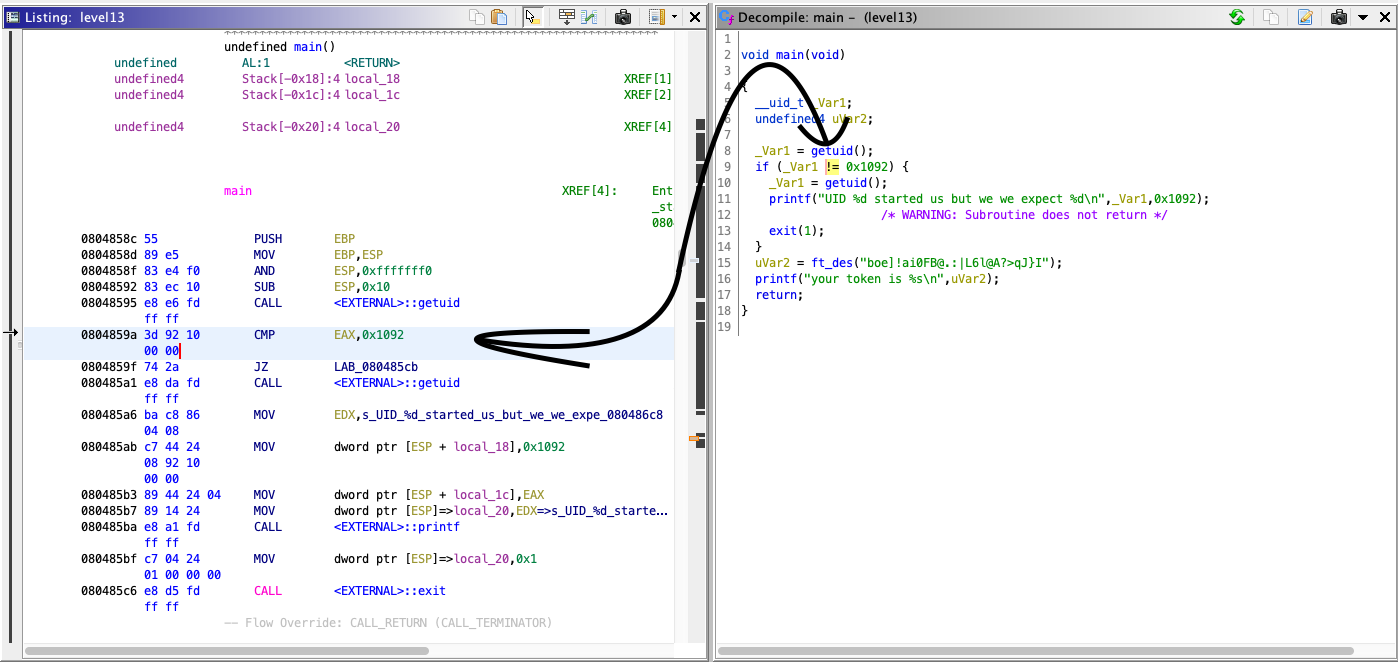 Listing: level13
undefined main()
undefined AL:1 <RETURN>
undefined4 Stack[-0x18]:4 local_18 XREF[1]
undefined4 Stack[-0x1c]:4 local_1c XREF[2]
undefined4 Stack[-0x20]:4 local_20 XREF[4]
main XREF[4]: Ent
_st
080
0804858c 55 PUSH EBP
0804858d 89 e5 MOV EBP,ESP
0804858f 83 e4 f0 AND ESP,0xfffffff0
08048592 83 ec 10 SUB ESP,0x10
08048595 e8 e6 fd CALL <EXTERNAL>::getuid
ff ff
0804859a 3d 92 10 CMP EAX,0x1092
00 00
0804859f 74 2a JZ LAB_080485cb
080485a1 e8 da fd CALL <EXTERNAL>::getuid
ff ff
080485a6 ba c8 86 MOV EDX,s_UID_%d_started_us_but_we_we_expe_080486c8
04 08
080485ab c7 44 24 MOV dword ptr [ESP + local_18],0x1092
08 92 10
00 00
080485b3 89 44 24 04 MOV dword ptr [ESP + local_1c],EAX
080485b7 89 14 24 MOV dword ptr [ESP]=>local_20,EDX=>s_UID_%d_starte...
080485ba e8 a1 fd CALL <EXTERNAL>::printf
ff ff
080485bf c7 04 24 MOV dword ptr [ESP]=>local_20,0x1
01 00 00 00
080485c6 e8 d5 fd CALL <EXTERNAL>::exit
ff ff
-- Flow Override: CALL_RETURN (CALL_TERMINATOR)
Decompile: main - (level13)
1
2 void main(void)
3
4 {
5 __uid_t _Var1;
6 undefined4 uVar2;
7
8 _Var1 = getuid();
9 if (_Var1 != 0x1092) {
10 _Var1 = getuid();
11 printf("UID %d started us but we we expect %d\n",_Var1,0x1092);
12 /* WARNING: Subroutine does not return */
13 exit(1);
14 }
15 uVar2 = ft_des("boe]!ai0FB@.:|L6l@A?>qJ}I");
16 printf("your token is %s\n",uVar2);
17 return;
18 }
19